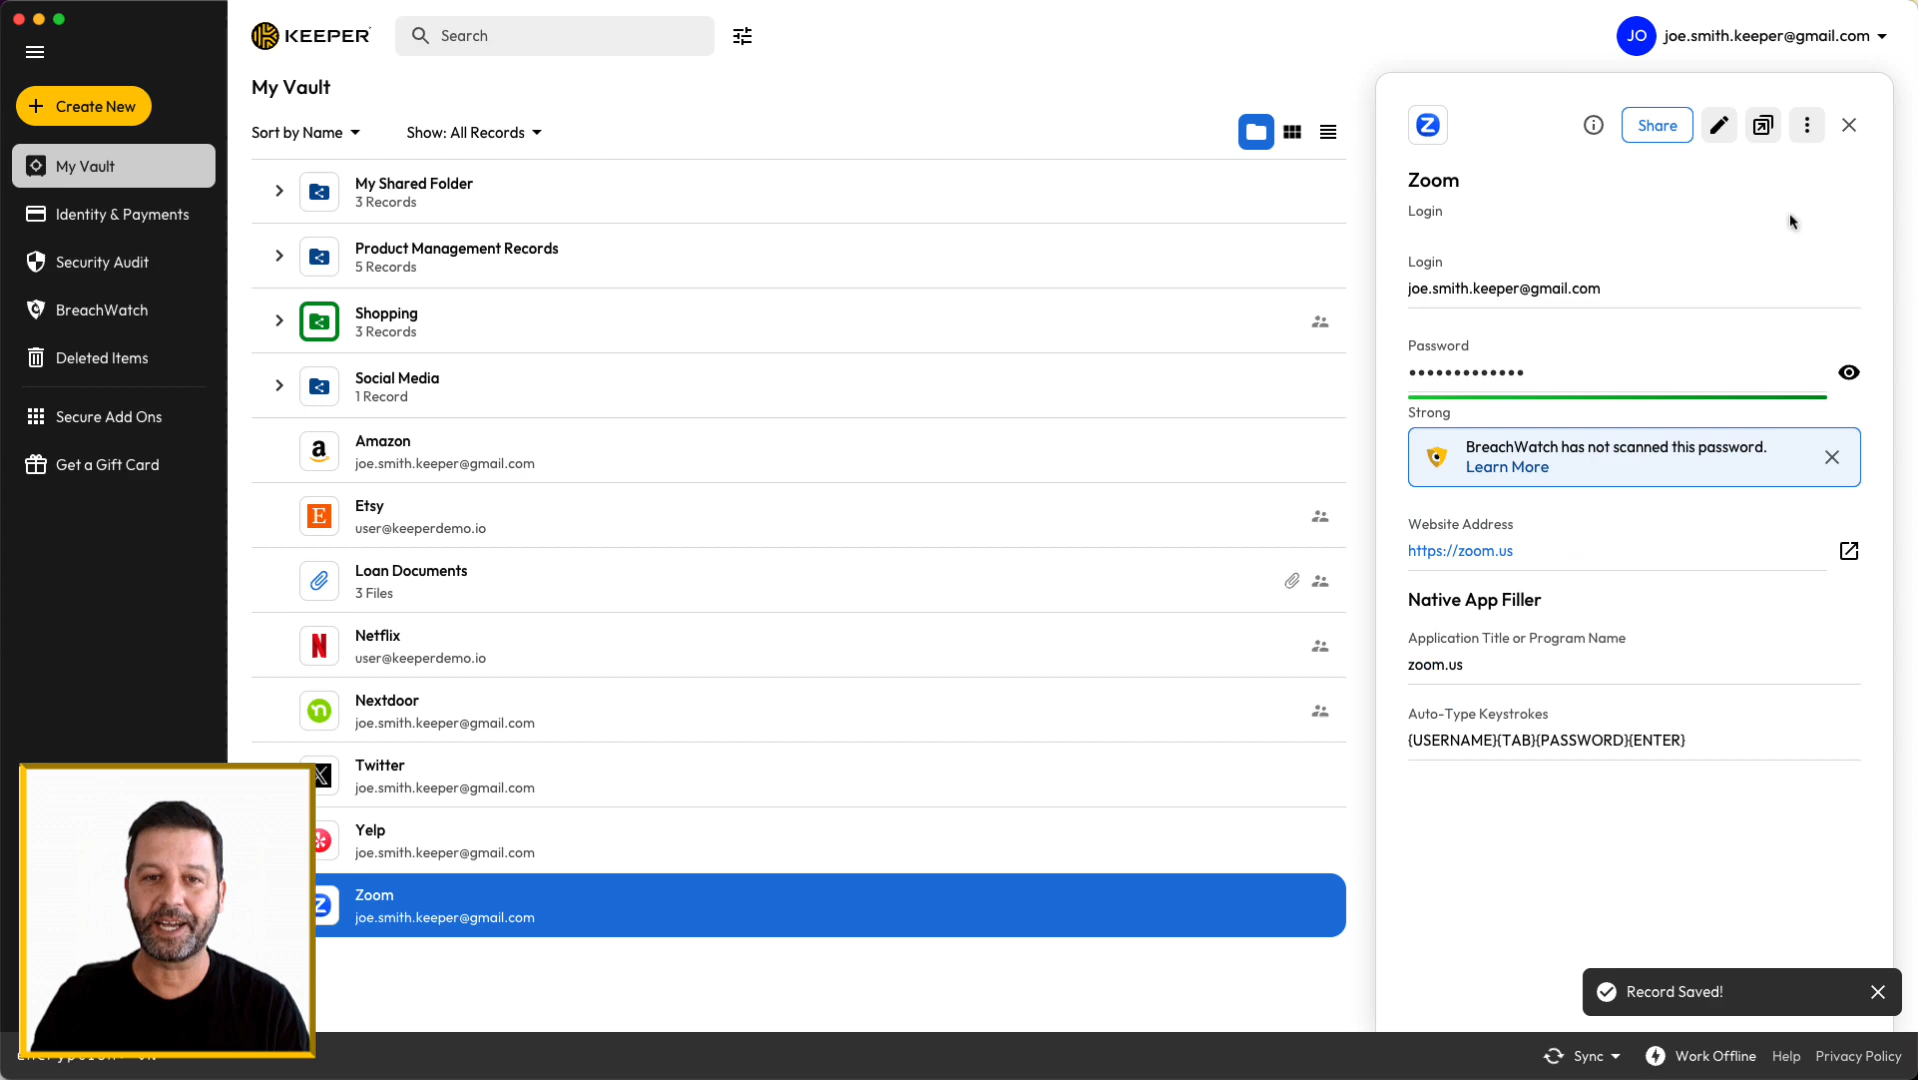 KEEPER
Search
JO
joe.smith.keeper@gmail.com
Create New
My Vault
Identity & Payments
Security Audit
BreachWatch
Deleted Items
Secure Add Ons
Get a Gift Card
My Vault
Sort by Name
Show: All Records
My Shared Folder
3 Records
Product Management Records
5 Records
Shopping
3 Records
Social Media
1 Record
Amazon
joe.smith.keeper@gmail.com
Etsy
user@keeperdemo.io
Loan Documents
3 Files
Netflix
user@keeperdemo.io
Nextdoor
joe.smith.keeper@gmail.com
Twitter
joe.smith.keeper@gmail.com
Yelp
joe.smith.keeper@gmail.com
Zoom
joe.smith.keeper@gmail.com
Share
Zoom
Login
Login
joe.smith.keeper@gmail.com
Password
•••••••••••••
Strong
BreachWatch has not scanned this password.
Learn More
Website Address
https://zoom.us
Native App Filler
Application Title or Program Name
zoom.us
Auto-Type Keystrokes
{USERNAME}{TAB}{PASSWORD}{ENTER}
Record Saved!
Sync
Work Offline
Help
Privacy Policy